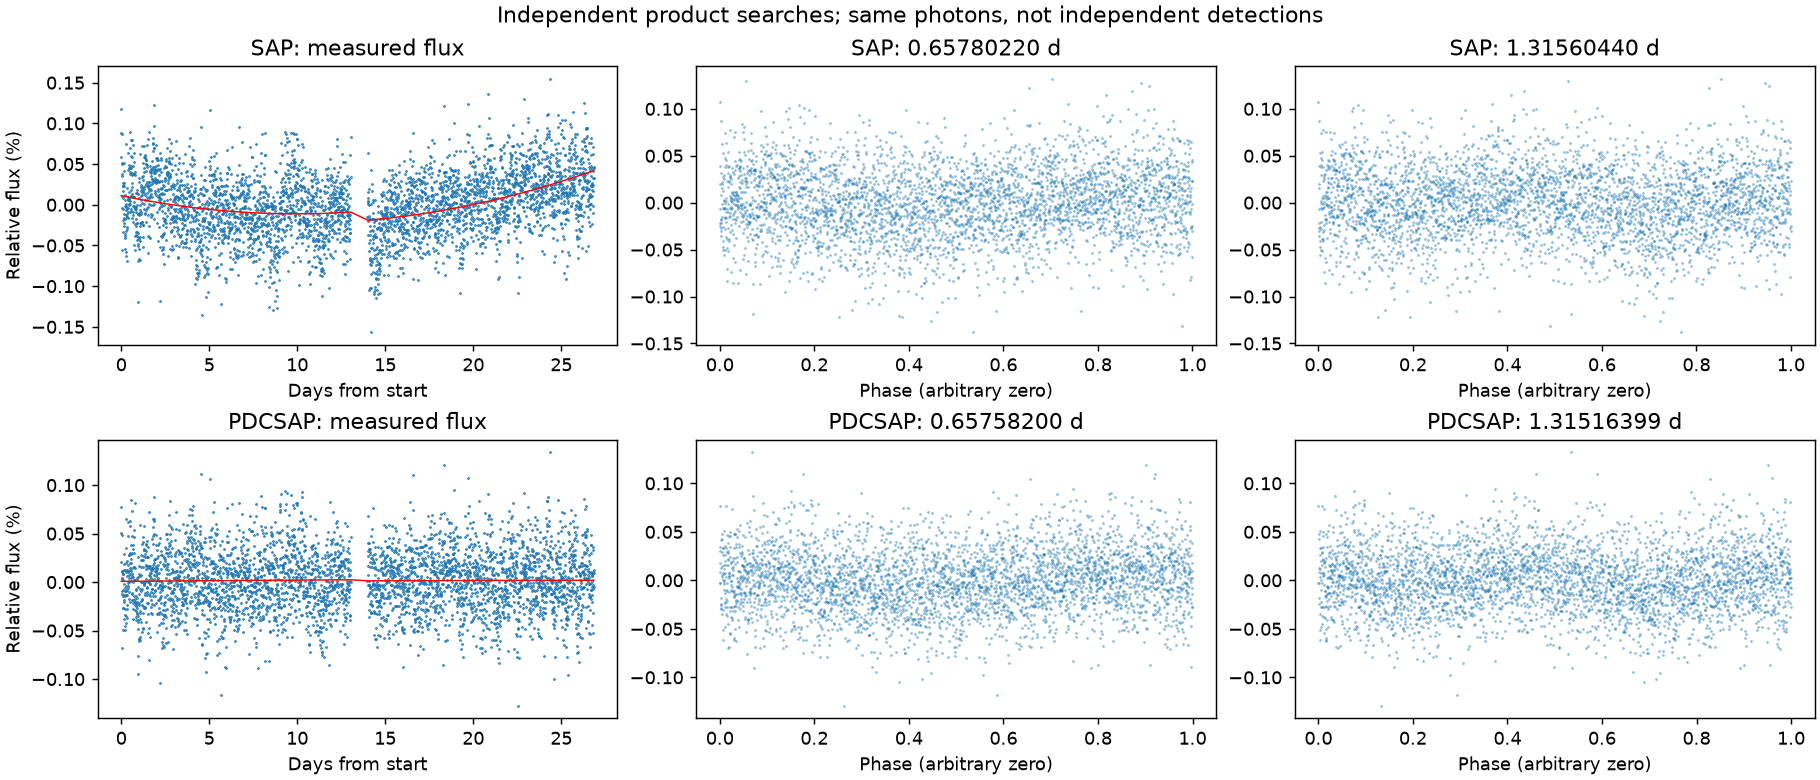 Independent product searches; same photons, not independent detections
SAP: measured flux
SAP: 0.65780220 d
SAP: 1.31560440 d
Relative flux (%)
0.15
0.10
0.05
0.00
−0.05
−0.10
−0.15
0 5 10 15 20 25
Days from start
0.10
0.05
0.00
−0.05
−0.10
−0.15
0.0 0.2 0.4 0.6 0.8 1.0
Phase (arbitrary zero)
0.10
0.05
0.00
−0.05
−0.10
−0.15
0.0 0.2 0.4 0.6 0.8 1.0
Phase (arbitrary zero)
PDCSAP: measured flux
PDCSAP: 0.65758200 d
PDCSAP: 1.31516399 d
Relative flux (%)
0.10
0.05
0.00
−0.05
−0.10
0 5 10 15 20 25
Days from start
0.10
0.05
0.00
−0.05
−0.10
0.0 0.2 0.4 0.6 0.8 1.0
Phase (arbitrary zero)
0.10
0.05
0.00
−0.05
−0.10
0.0 0.2 0.4 0.6 0.8 1.0
Phase (arbitrary zero)